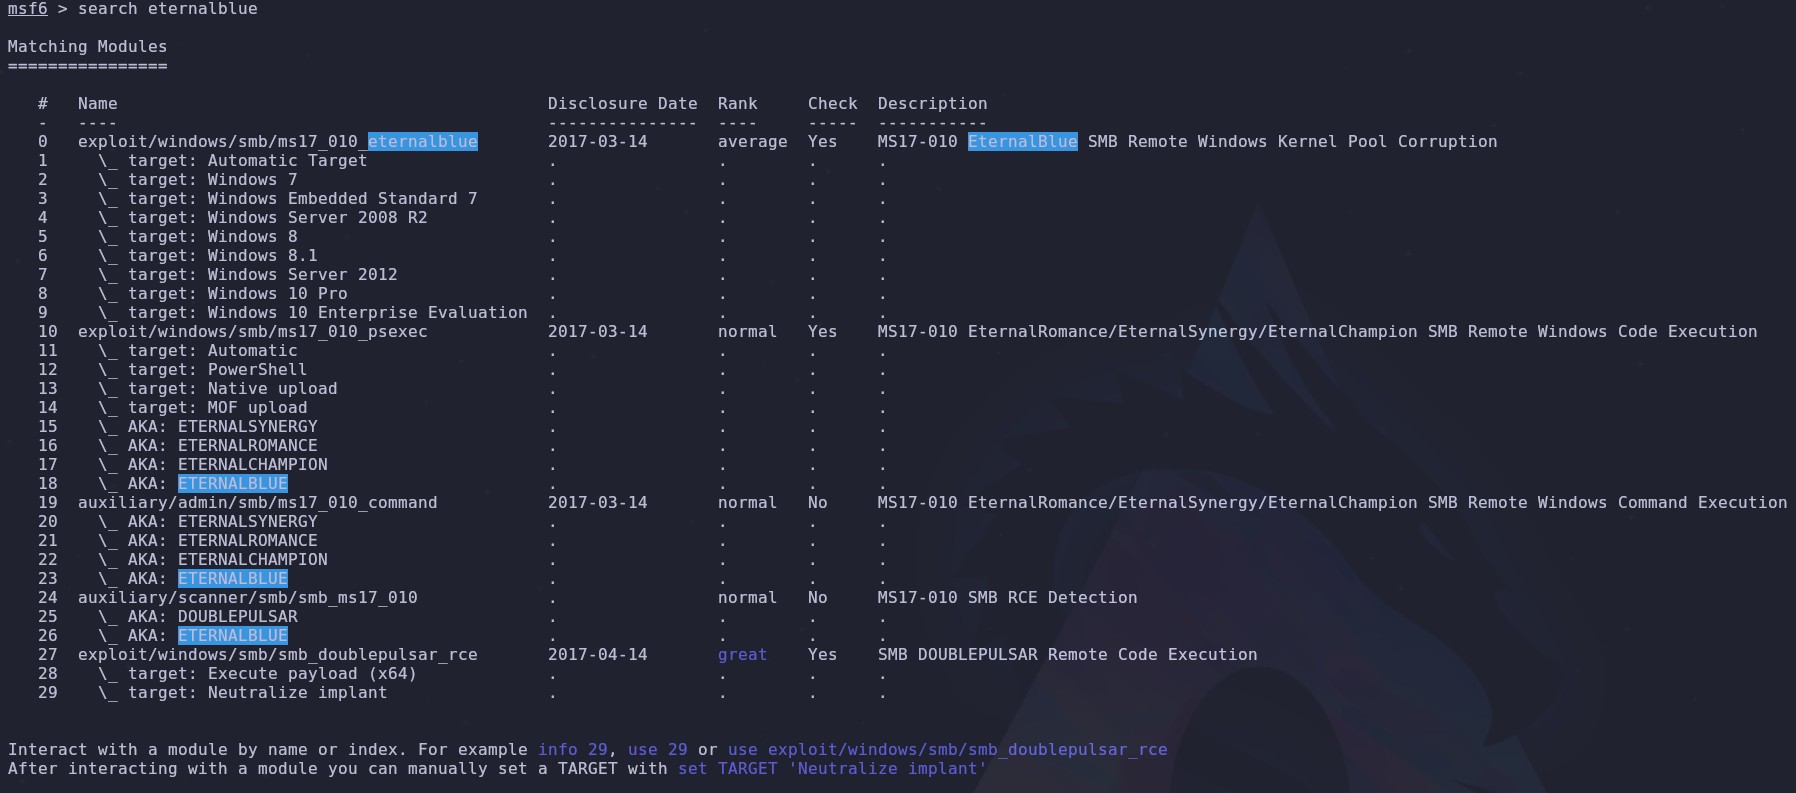 msf6 > search eternalblue
Matching Modules
================
#   Name                                           Disclosure Date  Rank     Check  Description
-   ----                                           ---------------  ----     -----  -----------
0   exploit/windows/smb/ms17_010_eternalblue       2017-03-14       average  Yes    MS17-010 EternalBlue SMB Remote Windows Kernel Pool Corruption
1     \_ target: Automatic Target                  .                .        .      .
2     \_ target: Windows 7                         .                .        .      .
3     \_ target: Windows Embedded Standard 7       .                .        .      .
4     \_ target: Windows Server 2008 R2            .                .        .      .
5     \_ target: Windows 8                         .                .        .      .
6     \_ target: Windows 8.1                       .                .        .      .
7     \_ target: Windows Server 2012               .                .        .      .
8     \_ target: Windows 10 Pro                    .                .        .      .
9     \_ target: Windows 10 Enterprise Evaluation  .                .        .      .
10  exploit/windows/smb/ms17_010_psexec            2017-03-14       normal   Yes    MS17-010 EternalRomance/EternalSynergy/EternalChampion SMB Remote Windows Code Execution
11    \_ target: Automatic                         .                .        .      .
12    \_ target: PowerShell                        .                .        .      .
13    \_ target: Native upload                     .                .        .      .
14    \_ target: MOF upload                        .                .        .      .
15    \_ AKA: ETERNALSYNERGY                       .                .        .      .
16    \_ AKA: ETERNALROMANCE                       .                .        .      .
17    \_ AKA: ETERNALCHAMPION                      .                .        .      .
18    \_ AKA: ETERNALBLUE                          .                .        .      .
19  auxiliary/admin/smb/ms17_010_command           2017-03-14       normal   No     MS17-010 EternalRomance/EternalSynergy/EternalChampion SMB Remote Windows Command Execution
20    \_ AKA: ETERNALSYNERGY                       .                .        .      .
21    \_ AKA: ETERNALROMANCE                       .                .        .      .
22    \_ AKA: ETERNALCHAMPION                      .                .        .      .
23    \_ AKA: ETERNALBLUE                          .                .        .      .
24  auxiliary/scanner/smb/smb_ms17_010             .                normal   No     MS17-010 SMB RCE Detection
25    \_ AKA: DOUBLEPULSAR                         .                .        .      .
26    \_ AKA: ETERNALBLUE                          .                .        .      .
27  exploit/windows/smb/smb_doublepulsar_rce       2017-04-14       great    Yes    SMB DOUBLEPULSAR Remote Code Execution
28    \_ target: Execute payload (x64)             .                .        .      .
29    \_ target: Neutralize implant                .                .        .      .
Interact with a module by name or index. For example info 29, use 29 or use exploit/windows/smb/smb_doublepulsar_rce
After interacting with a module you can manually set a TARGET with set TARGET 'Neutralize implant'